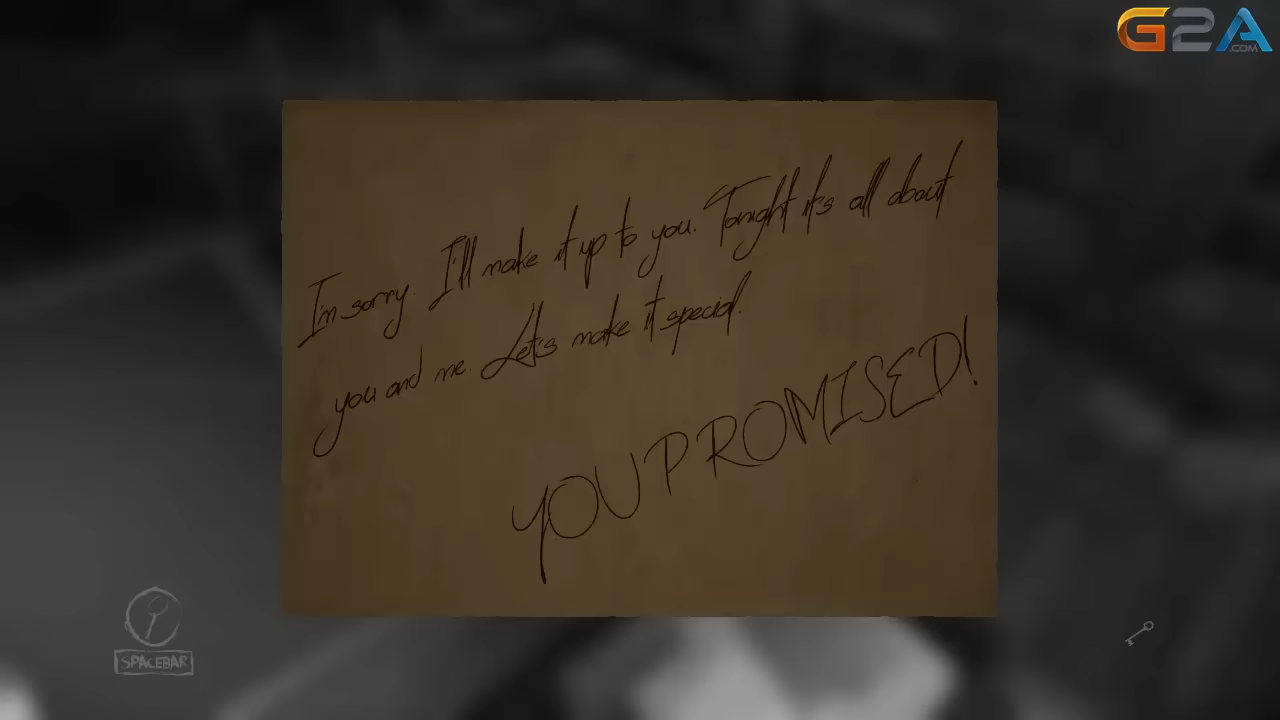 G2A
.COM
I'm sorry. I'll make it up to you. Tonight it's all about
you and me. Let's make it special.
YOU PROMISED!
SPACEBAR